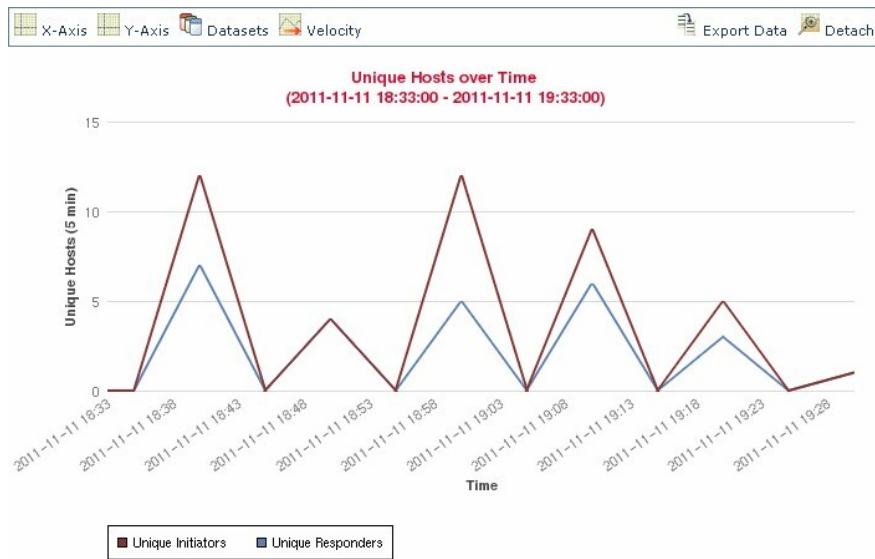 X-Axis Y-Axis Datasets Velocity Export Data Detach
Unique Hosts over Time
(2011-11-11 18:33:00 - 2011-11-11 19:33:00)
Unique Hosts (5 min)
15
10
5
0
2011-11-11 18:33
2011-11-11 18:38
2011-11-11 18:43
2011-11-11 18:48
2011-11-11 18:53
2011-11-11 18:58
2011-11-11 19:03
2011-11-11 19:08
2011-11-11 19:13
2011-11-11 19:18
2011-11-11 19:23
2011-11-11 19:28
Time
Unique Initiators Unique Responders